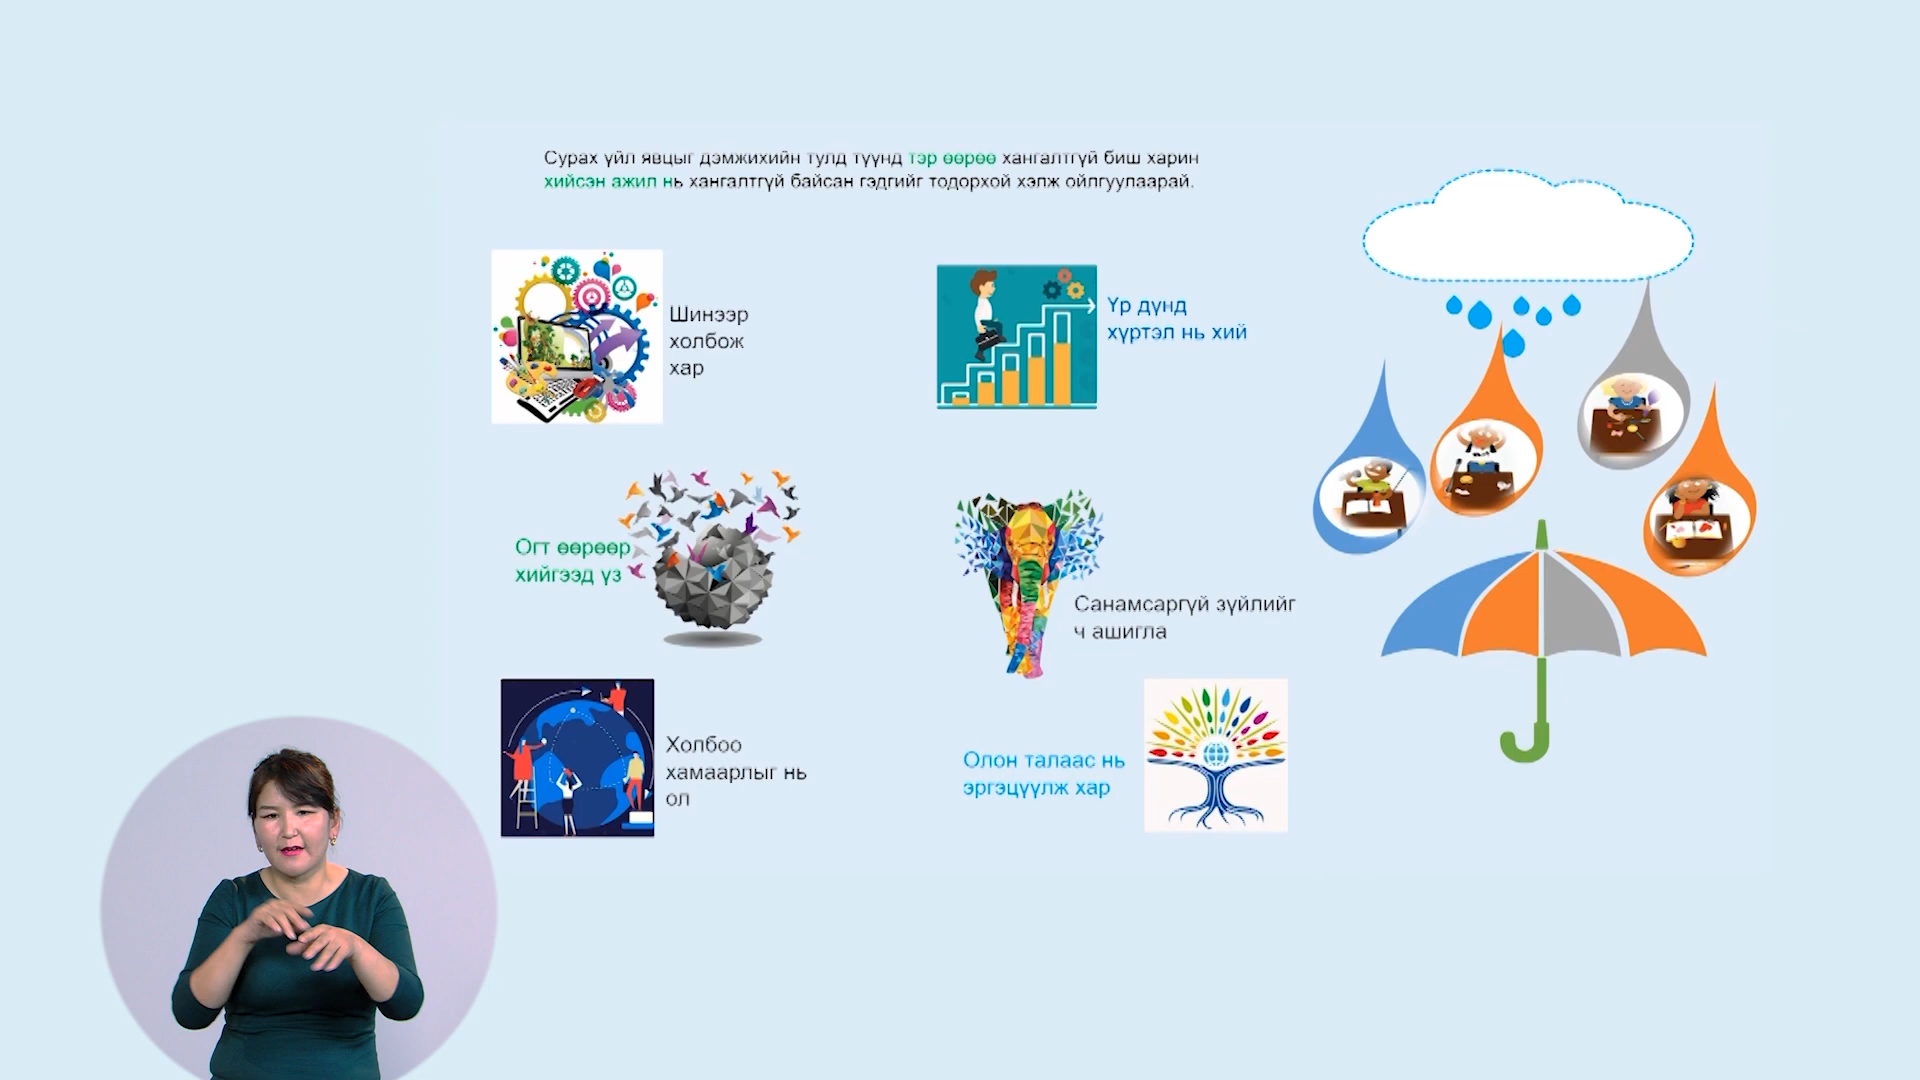 Сурах үйл явцыг дэмжихийн тулд түүнд тэр өөрөө хангалтгүй биш харин
хийсэн ажил нь хангалтгүй байсан гэдгийг тодорхой хэлж ойлгуулаарай.
Шинээр
холбож
хар
Үр дүнд
хүртэл нь хий
Огт өөрөөр
хийгээд үз
Санамсаргүй зүйлийг
ч ашигла
Холбоо
хамаарлыг нь
ол
Олон талаас нь
эргэцүүлж хар